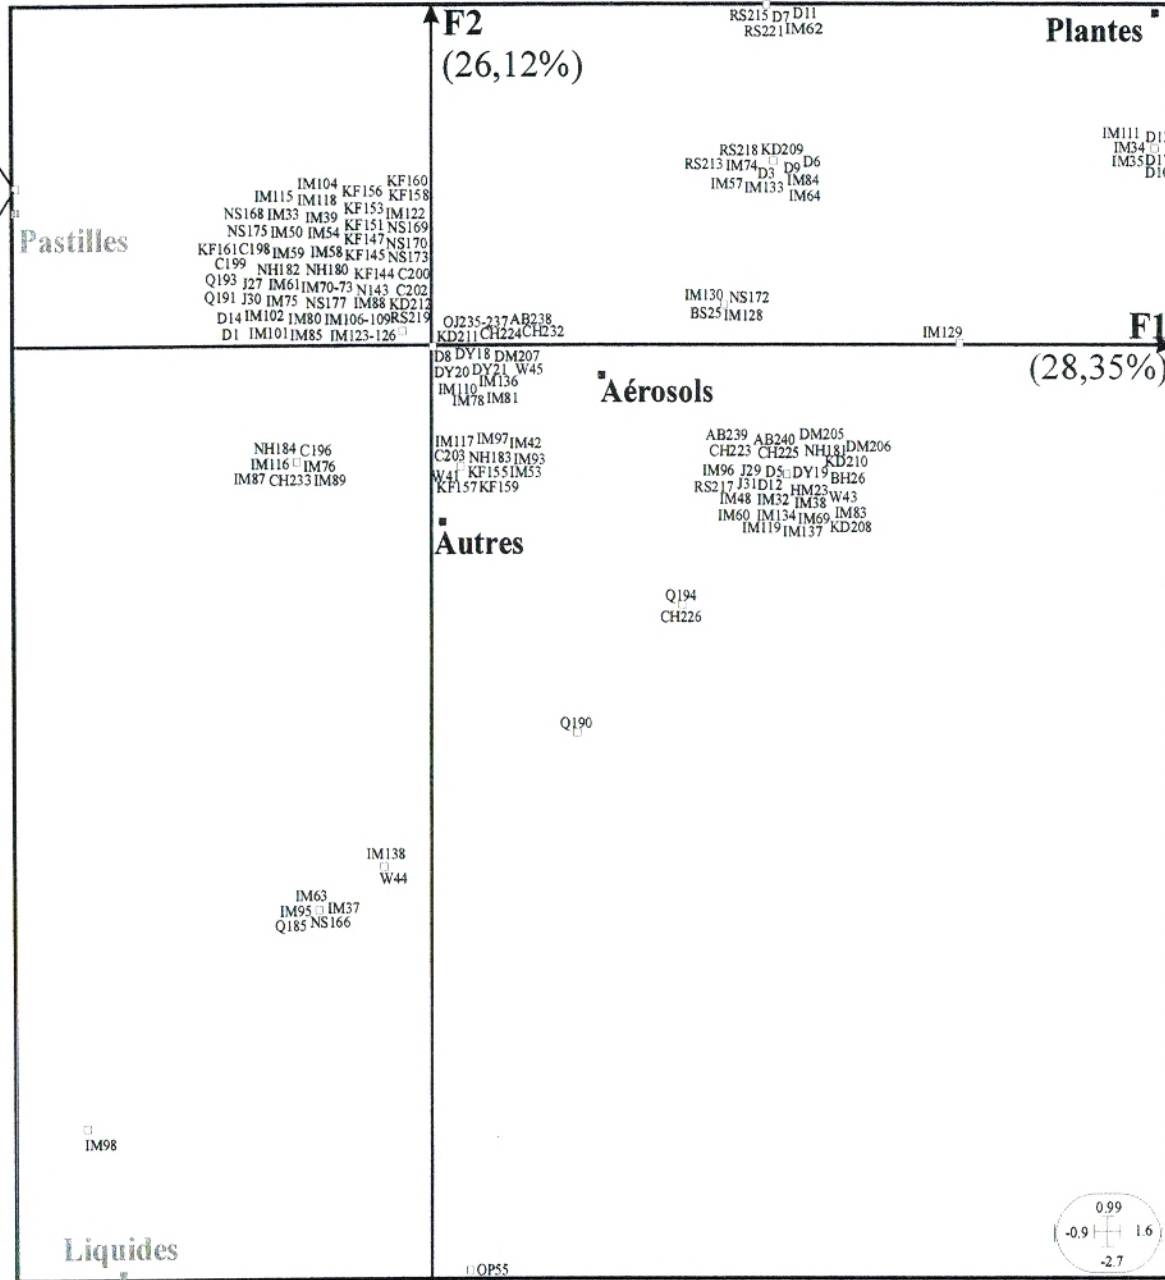 RS215 D7 D11
RS221 IM62
F2
(26,12%)
Plantes
IM111
IM34
IM35
RS218 KD209
RS213 IM74 D9 D6
D3
IM57 IM133 IM84
IM64
IM104 KF160
IM115 IM118 KF156 KF158
NS168 IM33 IM39 KF153 IM122
NS175 IM50 IM54 KF151 NS169
Pastilles
KF147 NS170
KF161 C198 IM59 IM58 KF145 NS173
C199 NH182 NH180 KF144 C200
Q193 J27 IM61 IM70-73 N143 C202
Q191 J30 IM75 NS177 IM88 KD212
D14 IM102 IM80 IM106-109 RS219
D1 IM101 IM85 IM123-126
IM130 NS172
BS25 IM128
OJ235-237 AB238
KD211 CH224 CH232
IM129
F1
(28,35%)
D8 DY18 DM207
DY20 DY21 W45
IM110 IM136
IM78 IM81
Aérosols
NH184 C196
IM116 IM76
IM87 CH233 IM89
IM117 IM97 IM42
C203 NH183 IM93
W41 KF155 IM53
KF157 KF159
AB239 AB240 DM205
CH223 CH225 NH181 DM206
KD210
IM96 J29 D5 DY19 BH26
RS217 J31 D12 HM23 W43
IM48 IM32 IM38
IM60 IM134 IM69 IM83
IM119 IM137 KD208
Autres
Q194
CH226
Q190
IM138
W44
IM63
IM95 IM37
Q185 NS166
IM98
Liquides
OP55
0.99
-0.9 1.6
-2.7